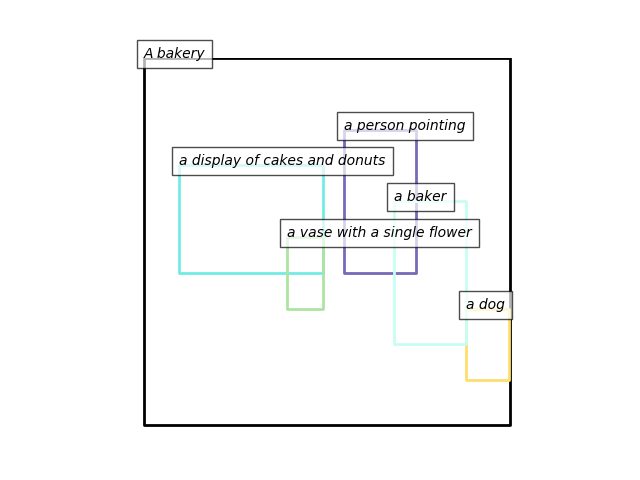 A bakery
a person pointing
a display of cakes and donuts
a baker
a vase with a single flower
a dog